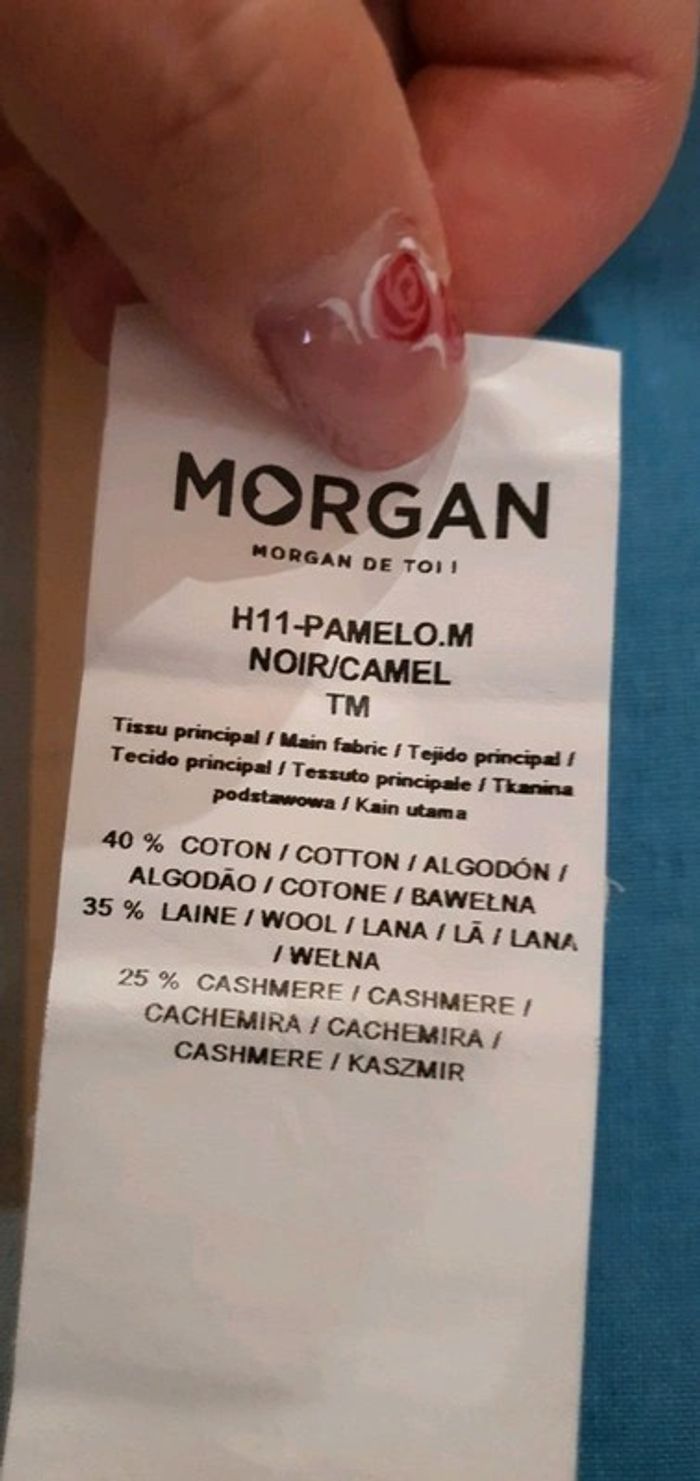 MORGAN
MORGAN DE TOI !
H11-PAMELO.M
NOIR/CAMEL
TM
Tissu principal / Main fabric / Tejido principal /
Tecido principal / Tessuto principale / Tkanina
podstawowa / Kain utama
40 % COTON / COTTON / ALGODÓN /
ALGODÃO / COTONE / BAWEŁNA
35 % LAINE / WOOL / LANA / LÃ / LANA
/ WEŁNA
25 % CASHMERE / CASHMERE /
CACHEMIRA / CACHEMIRA /
CASHMERE / KASZMIR